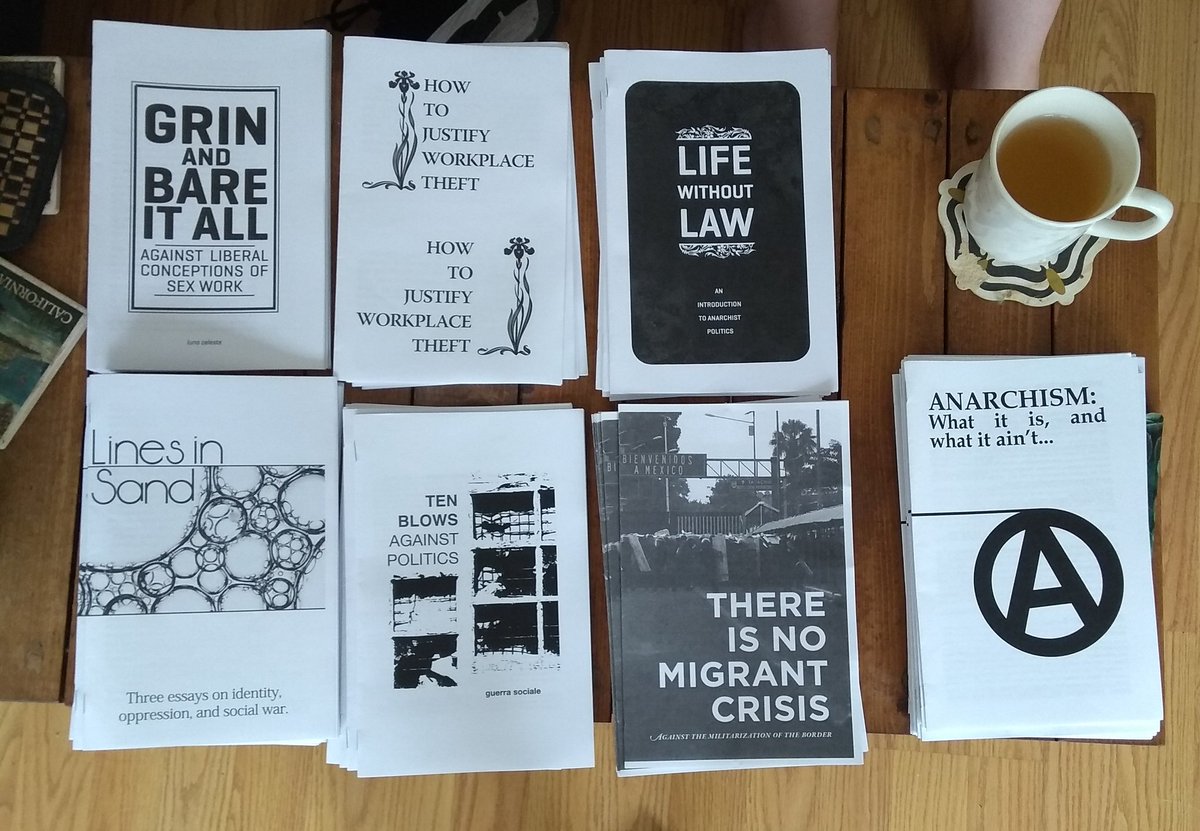 GRIN
AND
BARE
IT ALL
AGAINST LIBERAL
CONCEPTIONS OF
SEX WORK
luna celeste
HOW
TO
JUSTIFY
WORKPLACE
THEFT
HOW
TO
JUSTIFY
WORKPLACE
THEFT
LIFE
WITHOUT
LAW
AN
INTRODUCTION
TO ANARCHIST
POLITICS
CALIFORNIA
Lines in
Sand
Three essays on identity,
oppression, and social war.
TEN
BLOWS
AGAINST
POLITICS
guerra sociale
BIENVENIDOS
A MEXICO
THERE
IS NO
MIGRANT
CRISIS
AGAINST THE MILITARIZATION OF THE BORDER
ANARCHISM:
What it is, and
what it ain't...